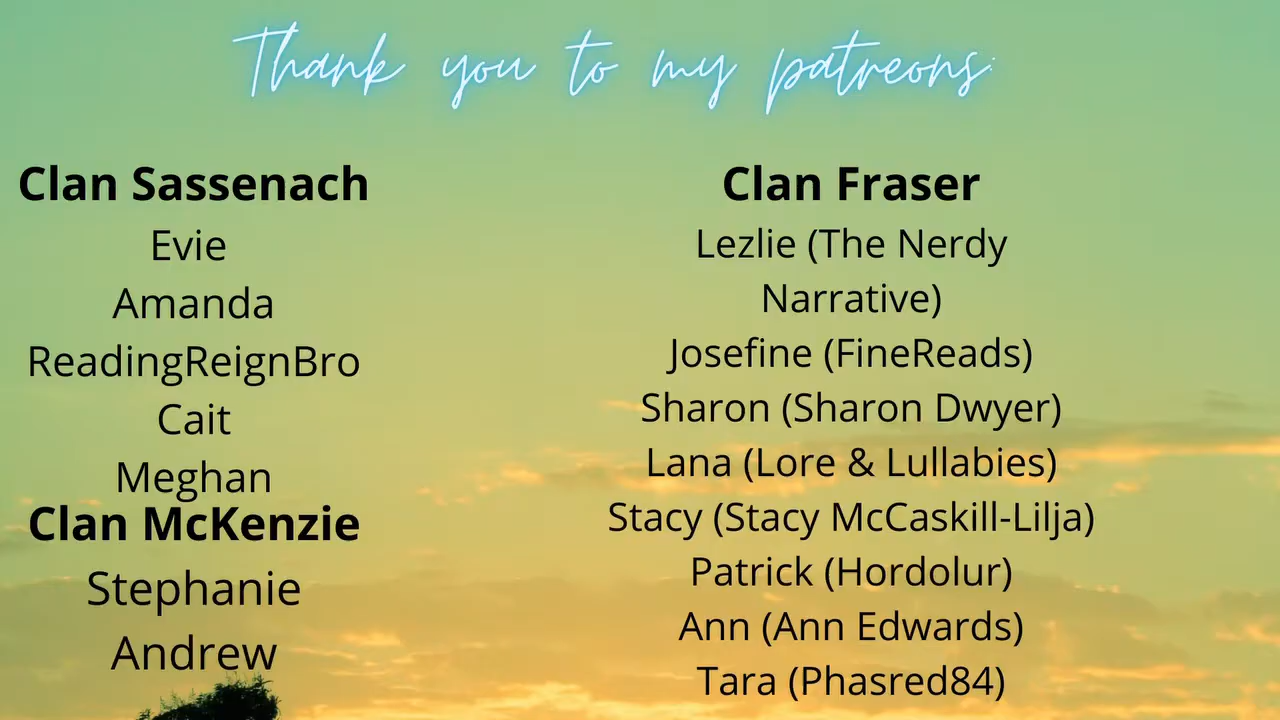 Thank you to my patreons:
Clan Sassenach
Evie
Amanda
ReadingReignBro
Cait
Meghan
Clan McKenzie
Stephanie
Andrew
Clan Fraser
Lezlie (The Nerdy
Narrative)
Josefine (FineReads)
Sharon (Sharon Dwyer)
Lana (Lore & Lullabies)
Stacy (Stacy McCaskill-Lilja)
Patrick (Hordolur)
Ann (Ann Edwards)
Tara (Phasred84)